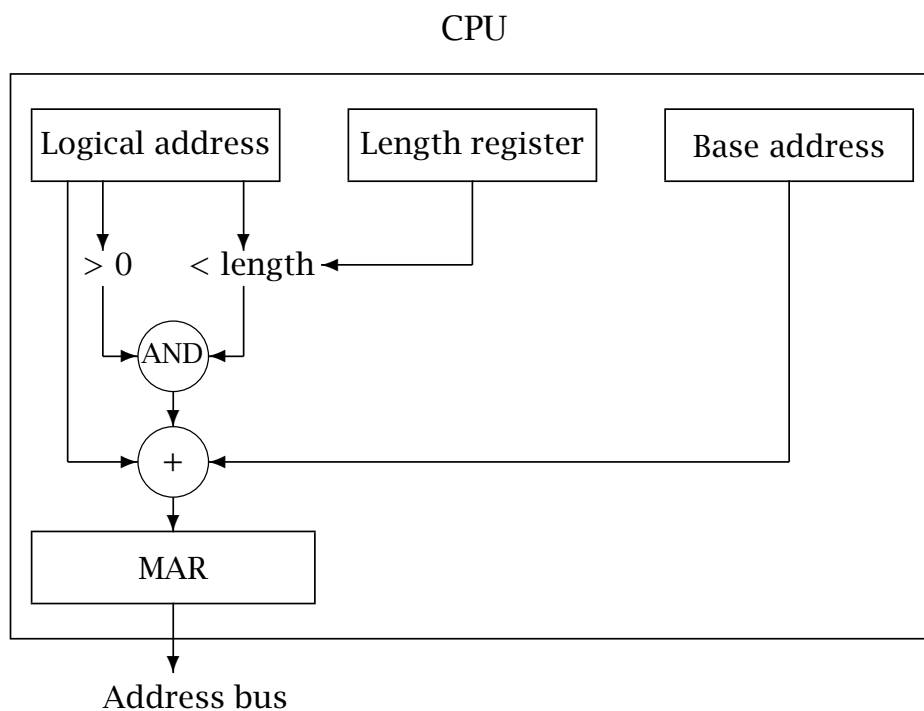 CPU
Logical address
Length register
Base address
> 0
< length
AND
+
MAR
Address bus